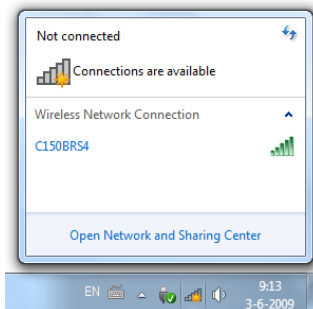 Not connected
Connections are available
Wireless Network Connection
C150BRS4
Open Network and Sharing Center
EN
9:13
3-6-2009